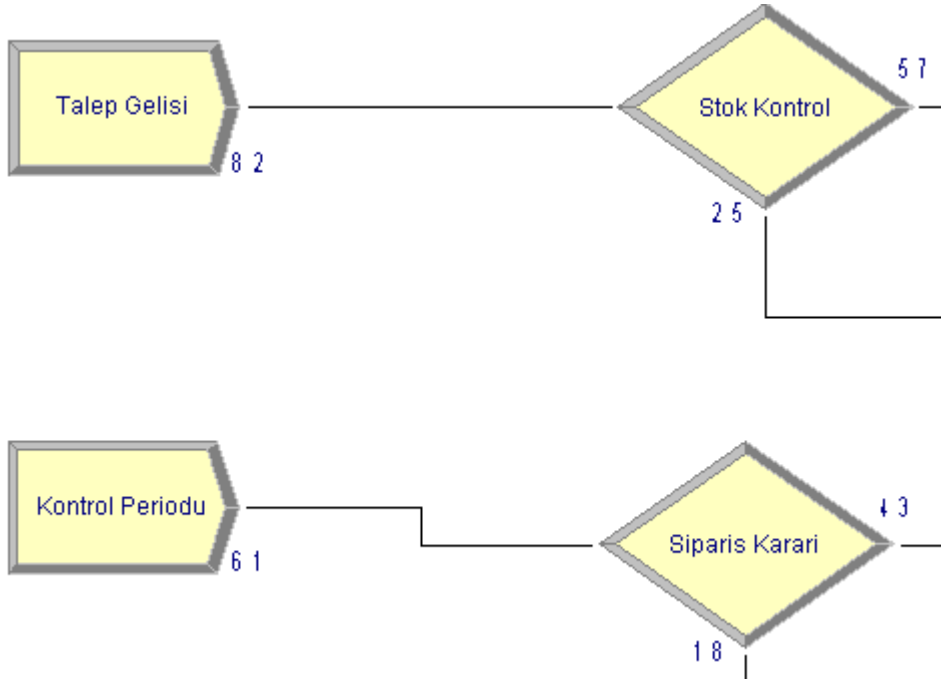 Talep Gelisi
8 2
Stok Kontrol
5 7
2 5
Kontrol Periodu
6 1
Siparis Karari
4 3
1 8